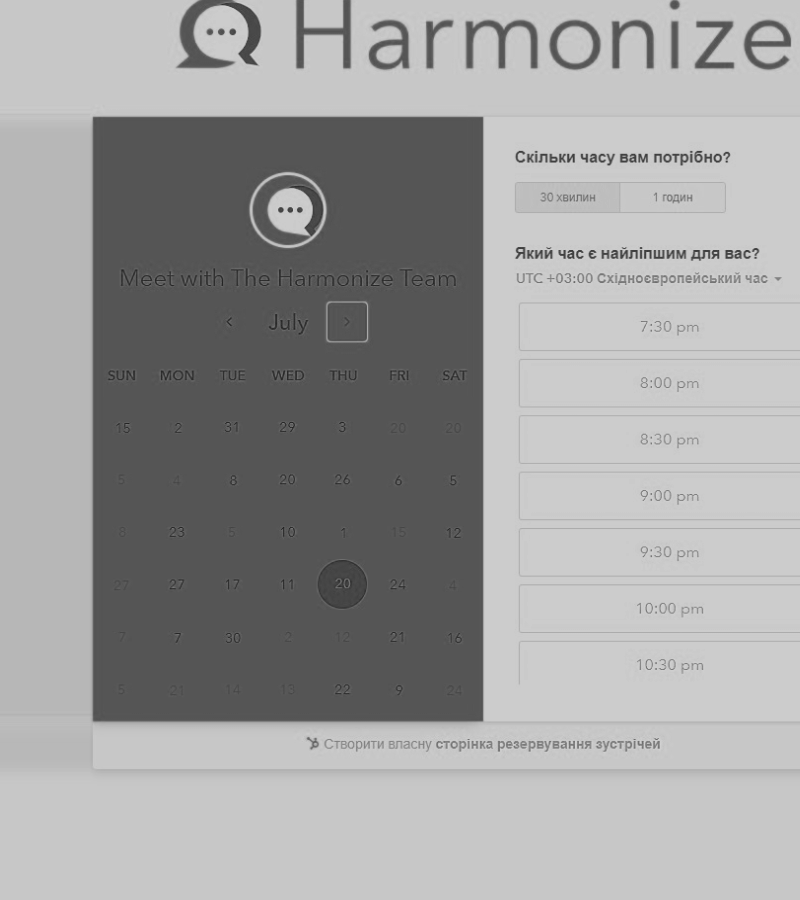 Harmonize
Meet with The Harmonize Team
July
SUN MON TUE WED THU FRI SAT
15 2 31 29 3 20 20
5 4 8 20 26 6 5
8 23 5 10 1 15 12
27 27 17 11 20 24 4
7 7 30 2 12 21 16
5 21 14 13 22 9 24
Скільки часу вам потрібно?
30 хвилин 1 годин
Який час є найліпшим для вас?
UTC +03:00 Східноєвропейський час
7:30 pm
8:00 pm
8:30 pm
9:00 pm
9:30 pm
10:00 pm
10:30 pm
Створити власну сторінка резервування зустрічей